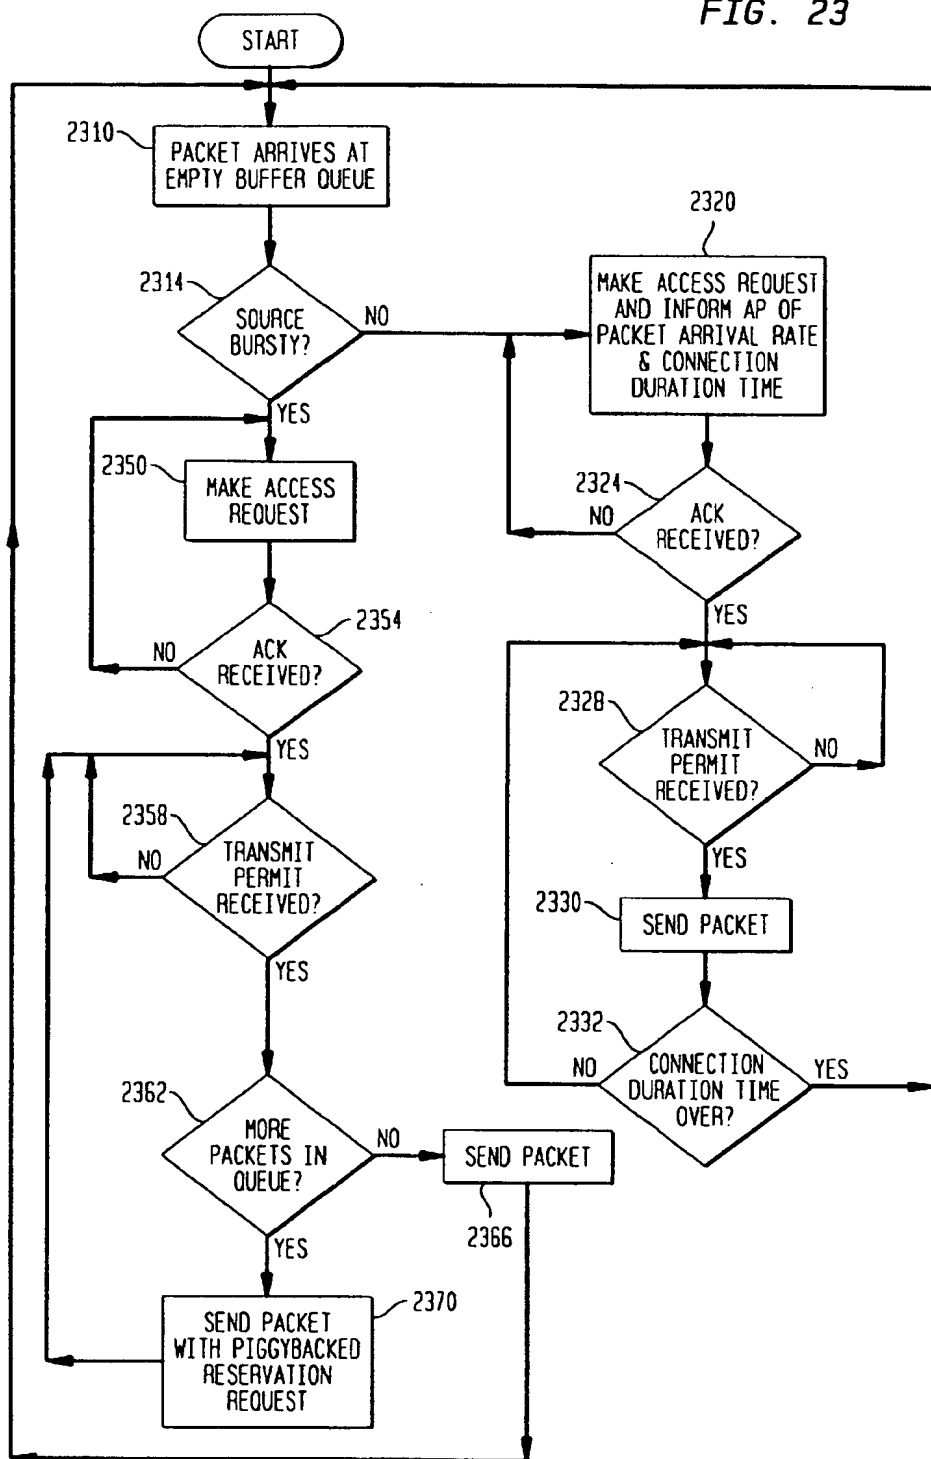 FIG. 23
START
2310
PACKET ARRIVES AT
EMPTY BUFFER QUEUE
2314
SOURCE
BURSTY?
NO
YES
2320
MAKE ACCESS REQUEST
AND INFORM AP OF
PACKET ARRIVAL RATE
& CONNECTION
DURATION TIME
2324
ACK
RECEIVED?
NO
YES
2328
TRANSMIT
PERMIT
RECEIVED?
NO
YES
2330
SEND PACKET
2332
CONNECTION
DURATION TIME
OVER?
NO
YES
2350
MAKE ACCESS
REQUEST
2354
ACK
RECEIVED?
NO
YES
2358
TRANSMIT
PERMIT
RECEIVED?
NO
YES
2362
MORE
PACKETS IN
QUEUE?
NO
YES
SEND PACKET
2366
2370
SEND PACKET
WITH PIGGYBACKED
RESERVATION
REQUEST